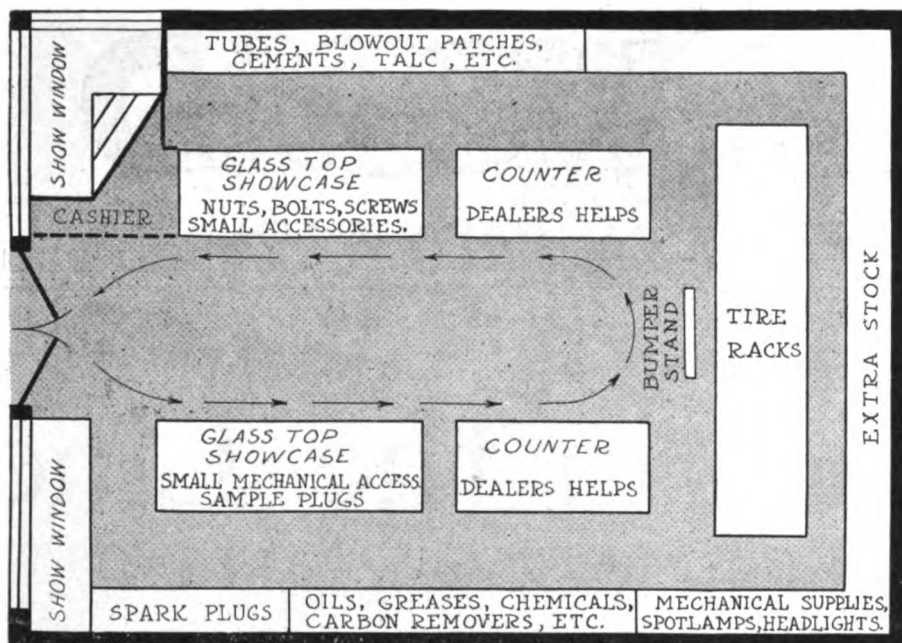 TUBES, BLOWOUT PATCHES,
CEMENTS, TALC, ETC.
SHOW WINDOW
CASHIER
GLASS TOP
SHOWCASE
NUTS, BOLTS, SCREWS
SMALL ACCESSORIES.
COUNTER
DEALERS HELPS
BUMPER
STAND
TIRE
RACKS
EXTRA STOCK
GLASS TOP
SHOWCASE
SMALL MECHANICAL ACCESS.
SAMPLE PLUGS
COUNTER
DEALERS HELPS
SHOW WINDOW
SPARK PLUGS
OILS, GREASES, CHEMICALS,
CARBON REMOVERS, ETC.
MECHANICAL SUPPLIES,
SPOTLAMPS, HEADLIGHTS.